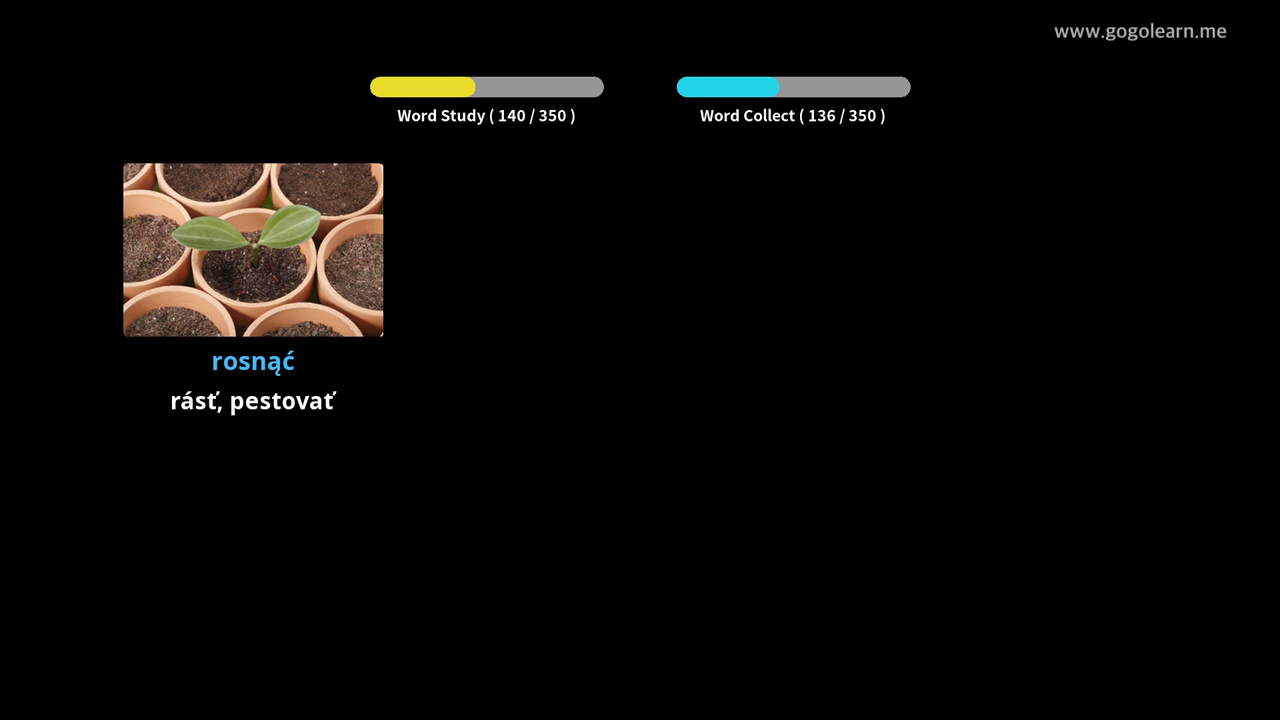 www.gogolearn.me
Word Study ( 140 / 350 )
Word Collect ( 136 / 350 )
rosnąć
rásť, pestovať